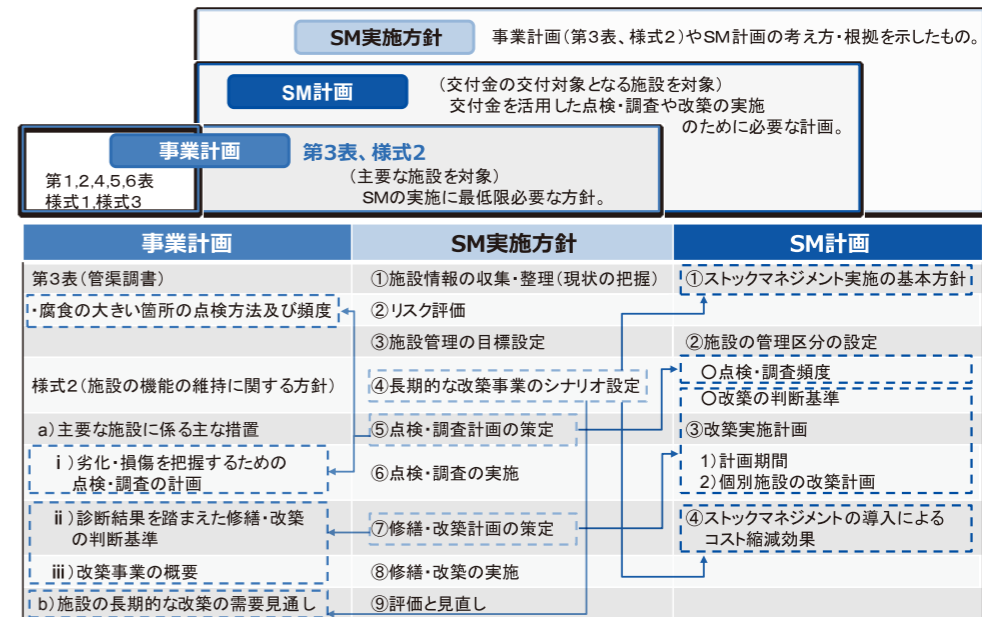 SM実施方針
事業計画(第3表、様式2)やSM計画の考え方・根拠を示したもの。
SM計画
(交付金の交付対象となる施設を対象)
交付金を活用した点検・調査や改築の実施
のために必要な計画。
事業計画
第3表、様式2
第1,2,4,5,6表
様式1,様式3
(主要な施設を対象)
SMの実施に最低限必要な方針。
事業計画
SM実施方針
SM計画
第3表(管渠調書)
①施設情報の収集・整理(現状の把握)
①ストックマネジメント実施の基本方針
・腐食の大きい箇所の点検方法及び頻度
②リスク評価
③施設管理の目標設定
②施設の管理区分の設定
様式2(施設の機能の維持に関する方針)
④長期的な改築事業のシナリオ設定
〇点検・調査頻度
〇改築の判断基準
a)主要な施設に係る主な措置
⑤点検・調査計画の策定
③改築実施計画
ⅰ)劣化・損傷を把握するための
点検・調査の計画
⑥点検・調査の実施
1)計画期間
2)個別施設の改築計画
ⅱ)診断結果を踏まえた修繕・改築
の判断基準
⑦修繕・改築計画の策定
④ストックマネジメントの導入による
コスト縮減効果
ⅲ)改築事業の概要
⑧修繕・改築の実施
b)施設の長期的な改築の需要見通し
⑨評価と見直し